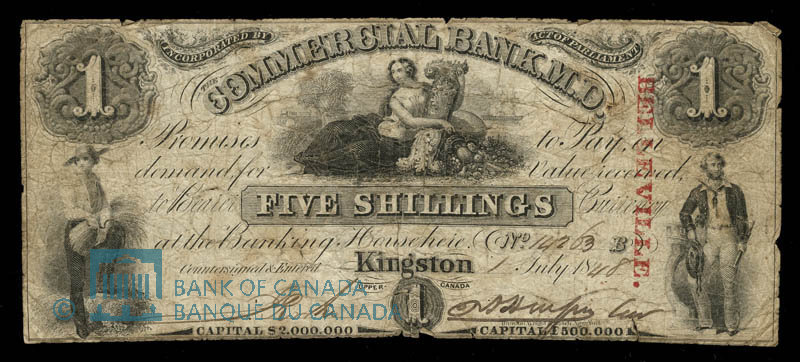 INCORPORATED BY ACT OF PARLIAMENT
THE
COMMERCIAL BANK, M.D.
1 1
Promises to Pay, on
demand, for Value received,
to Bearer FIVE SHILLINGS Currency
at the Banking House here. No B
Countersigned & Entered. Kingston 1 July 1848
UPPER CANADA
1
CAPITAL $2,000,000 CAPITAL £500,000
BELLEVILLE.
© BANK OF CANADA
BANQUE DU CANADA